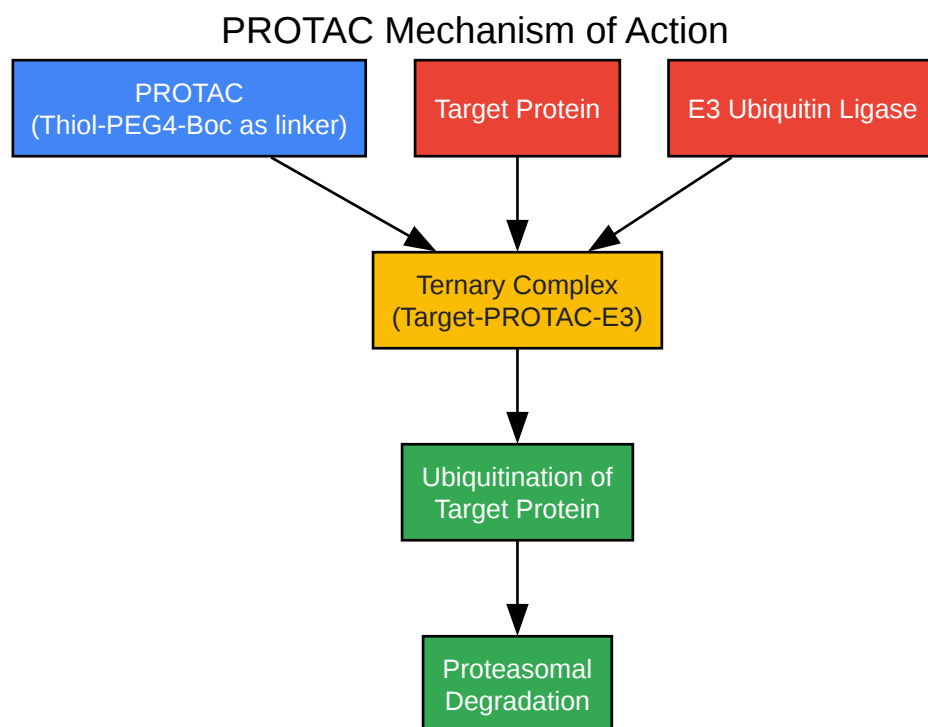 PROTAC Mechanism of Action
PROTAC
(Thiol-PEG4-Boc as linker)
Target Protein
E3 Ubiquitin Ligase
Ternary Complex
(Target-PROTAC-E3)
Ubiquitination of
Target Protein
Proteasomal
Degradation